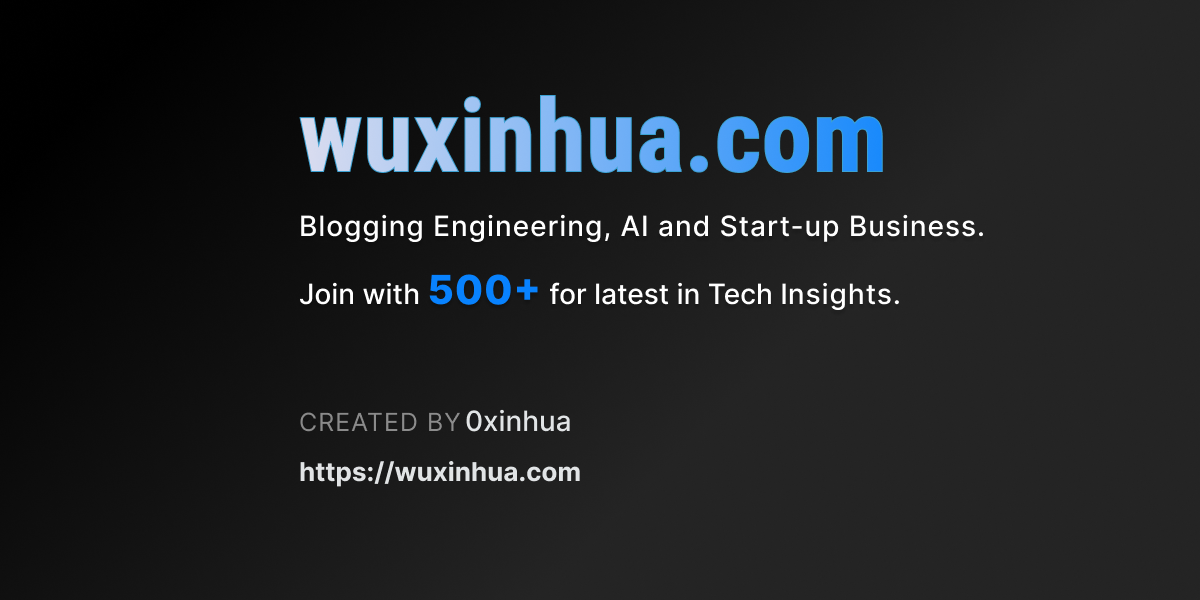 wuxinhua.com
Blogging Engineering, AI and Start-up Business.
Join with 500+ for latest in Tech Insights.
CREATED BY 0xinhua
https://wuxinhua.com